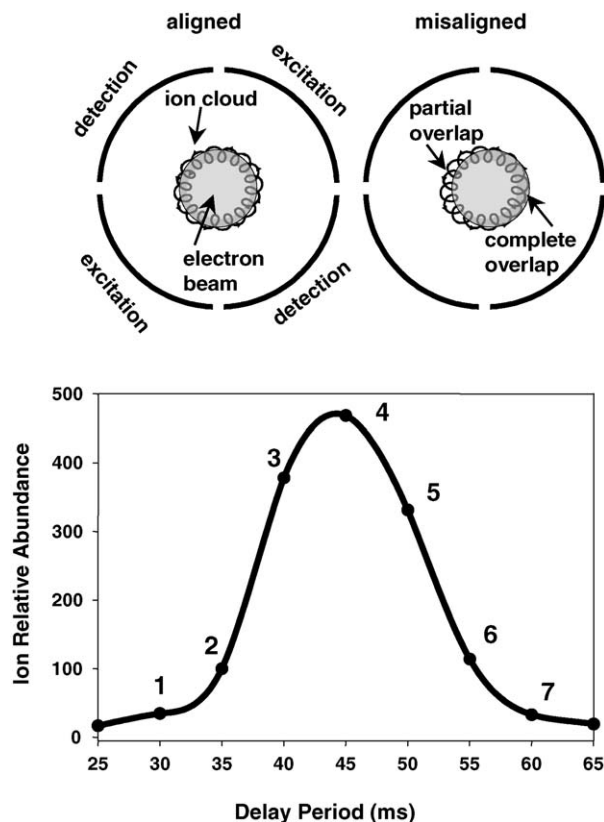 aligned
misaligned
detection
excitation
ion cloud
electron
beam
excitation
detection
partial
overlap
complete
overlap
Ion Relative Abundance
500
400
300
200
100
0
1
2
3
4
5
6
7
25 30 35 40 45 50 55 60 65
Delay Period (ms)